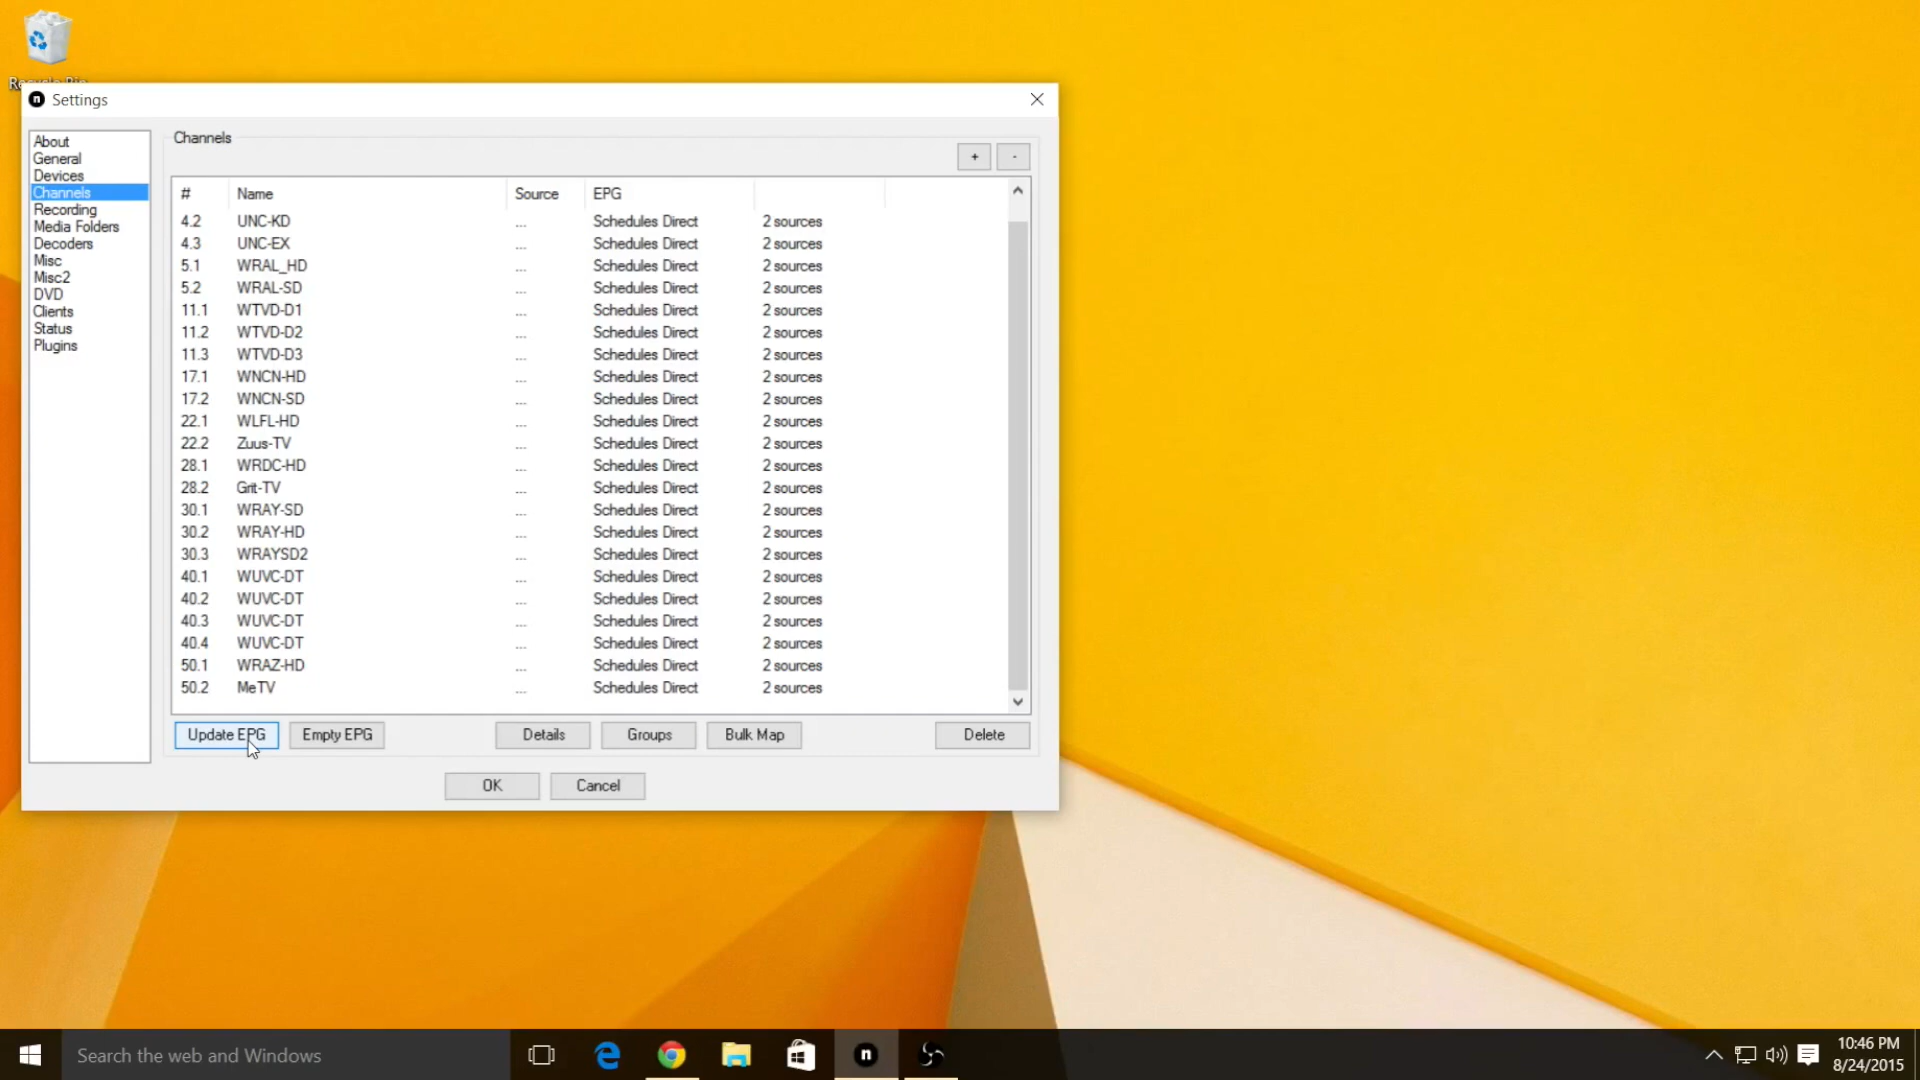 Recycle Bin
Settings
About
General
Devices
Channels
Recording
Media Folders
Decoders
Misc
Misc2
DVD
Clients
Status
Plugins
Channels
+ -
# Name Source EPG
4.2 UNC-KD ... Schedules Direct 2 sources
4.3 UNC-EX ... Schedules Direct 2 sources
5.1 WRAL_HD ... Schedules Direct 2 sources
5.2 WRAL-SD ... Schedules Direct 2 sources
11.1 WTVD-D1 ... Schedules Direct 2 sources
11.2 WTVD-D2 ... Schedules Direct 2 sources
11.3 WTVD-D3 ... Schedules Direct 2 sources
17.1 WNCN-HD ... Schedules Direct 2 sources
17.2 WNCN-SD ... Schedules Direct 2 sources
22.1 WLFL-HD ... Schedules Direct 2 sources
22.2 Zuus-TV ... Schedules Direct 2 sources
28.1 WRDC-HD ... Schedules Direct 2 sources
28.2 Grit-TV ... Schedules Direct 2 sources
30.1 WRAY-SD ... Schedules Direct 2 sources
30.2 WRAY-HD ... Schedules Direct 2 sources
30.3 WRAYSD2 ... Schedules Direct 2 sources
40.1 WUVC-DT ... Schedules Direct 2 sources
40.2 WUVC-DT ... Schedules Direct 2 sources
40.3 WUVC-DT ... Schedules Direct 2 sources
40.4 WUVC-DT ... Schedules Direct 2 sources
50.1 WRAZ-HD ... Schedules Direct 2 sources
50.2 MeTV ... Schedules Direct 2 sources
Update EPG Empty EPG Details Groups Bulk Map Delete
OK Cancel
Search the web and Windows
10:46 PM
8/24/2015